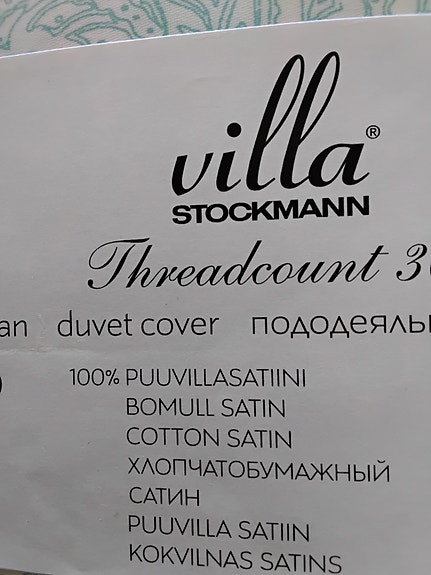 villa®
STOCKMANN
Threadcount
duvet cover
100% PUUVILLASATIINI
BOMULL SATIN
COTTON SATIN
ХЛОПЧАТОБУМАЖНЫЙ
САТИН
PUUVILLA SATIIN
KOKVILNAS SATINS